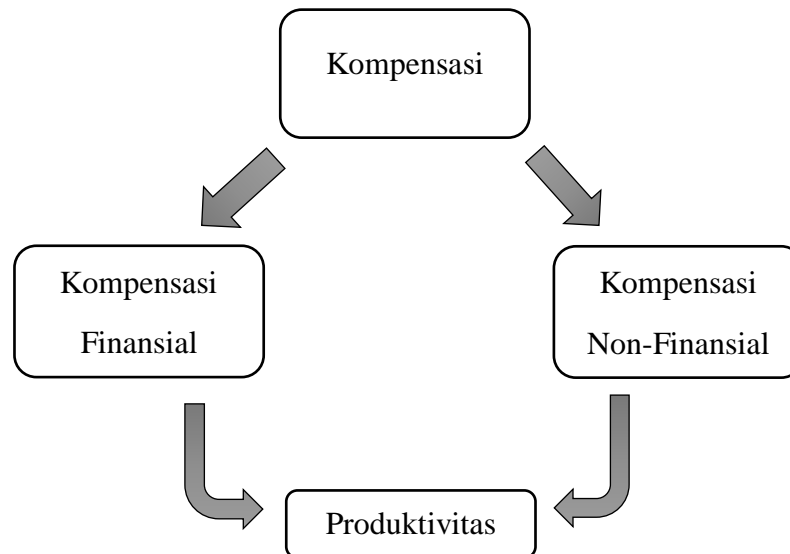 Kompensasi
Kompensasi
Finansial
Kompensasi
Non-Finansial
Produktivitas